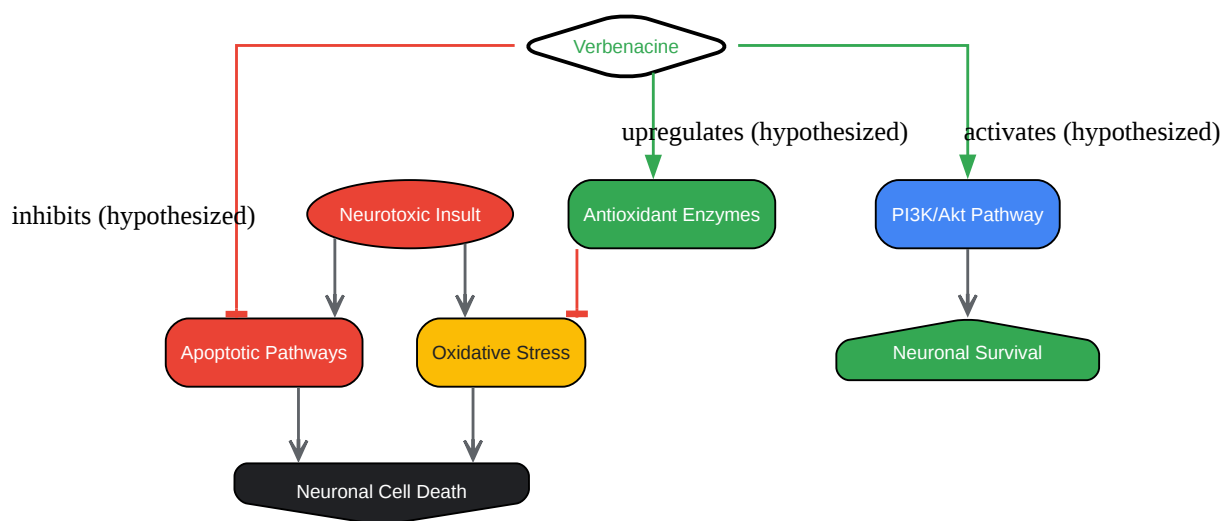 Verbenacine
upregulates (hypothesized)
activates (hypothesized)
inhibits (hypothesized)
Neurotoxic Insult
Antioxidant Enzymes
PI3K/Akt Pathway
Apoptotic Pathways
Oxidative Stress
Neuronal Survival
Neuronal Cell Death